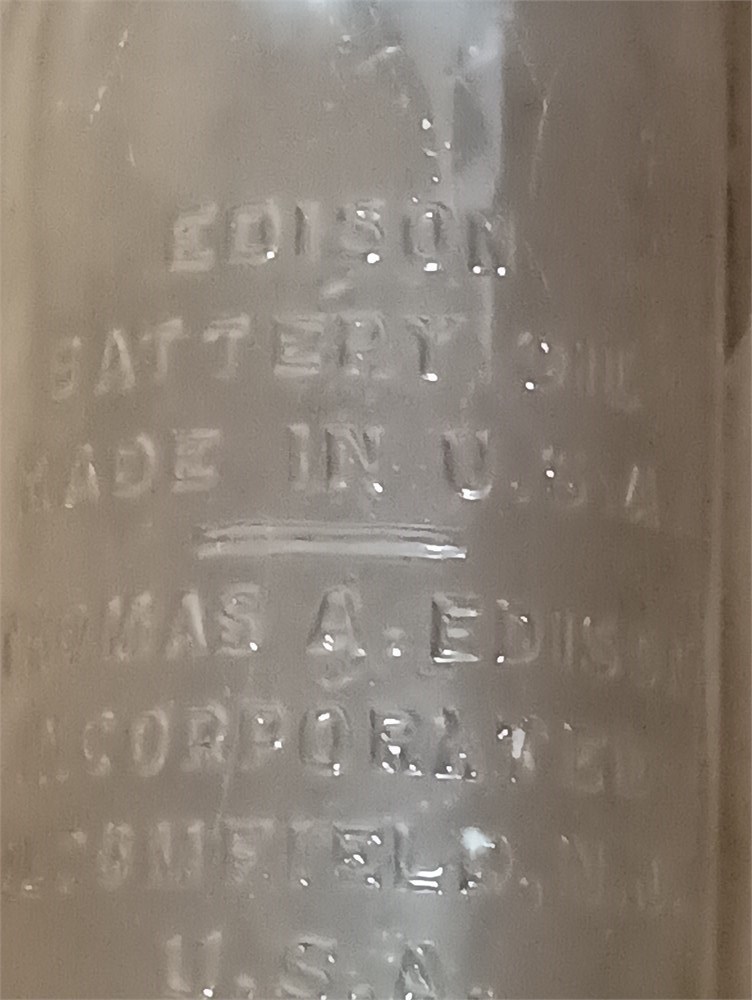 EDISON
BATTERY OIL
MADE IN U.S.A
THOMAS A. EDISON
INCORPORATED
BLOOMFIELD, N.J.
U.S.A.